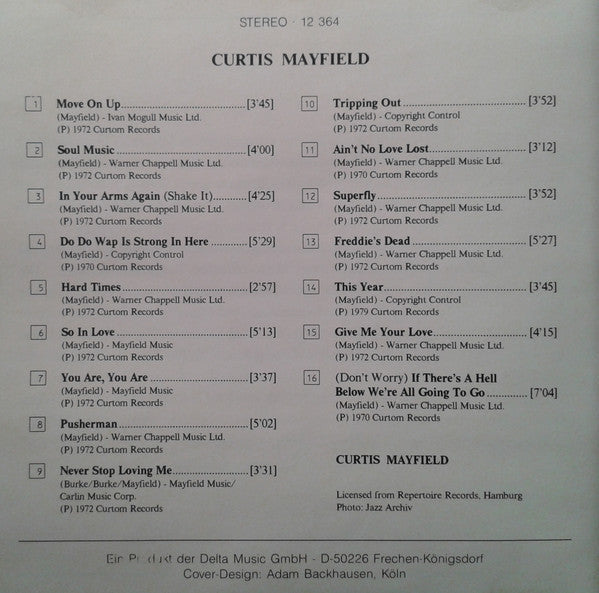 STEREO · 12 364
CURTIS MAYFIELD
1 Move On Up [3'45]
(Mayfield) - Ivan Mogull Music Ltd.
(P) 1972 Curtom Records
2 Soul Music [4'00]
(Mayfield) - Warner Chappell Music Ltd.
(P) 1972 Curtom Records
3 In Your Arms Again (Shake It) [4'25]
(Mayfield) - Warner Chappell Music Ltd.
(P) 1972 Curtom Records
4 Do Do Wap Is Strong In Here [5'29]
(Mayfield) - Copyright Control
(P) 1970 Curtom Records
5 Hard Times [2'57]
(Mayfield) - Warner Chappell Music Ltd.
(P) 1972 Curtom Records
6 So In Love [5'13]
(Mayfield) - Mayfield Music
(P) 1972 Curtom Records
7 You Are, You Are [3'37]
(Mayfield) - Mayfield Music
(P) 1972 Curtom Records
8 Pusherman [5'02]
(Mayfield) - Warner Chappell Music Ltd.
(P) 1972 Curtom Records
9 Never Stop Loving Me [3'31]
(Burke/Burke/Mayfield) - Mayfield Music/
Carlin Music Corp.
(P) 1972 Curtom Records
10 Tripping Out [3'52]
(Mayfield) - Copyright Control
(P) 1972 Curtom Records
11 Ain't No Love Lost [3'12]
(Mayfield) - Warner Chappell Music Ltd.
(P) 1970 Curtom Records
12 Superfly [3'52]
(Mayfield) - Warner Chappell Music Ltd.
(P) 1972 Curtom Records
13 Freddie's Dead [5'27]
(Mayfield) - Warner Chappell Music Ltd.
(P) 1972 Curtom Records
14 This Year [3'45]
(Mayfield) - Copyright Control
(P) 1979 Curtom Records
15 Give Me Your Love [4'15]
(Mayfield) - Warner Chappell Music Ltd.
(P) 1972 Curtom Records
16 (Don't Worry) If There's A Hell
Below We're All Going To Go [7'04]
(Mayfield) - Warner Chappell Music Ltd.
(P) 1970 Curtom Records
CURTIS MAYFIELD
Licensed from Repertoire Records, Hamburg
Photo: Jazz Archiv
Ein Produkt der Delta Music GmbH - D-50226 Frechen-Königsdorf
Cover-Design: Adam Backhausen, Köln